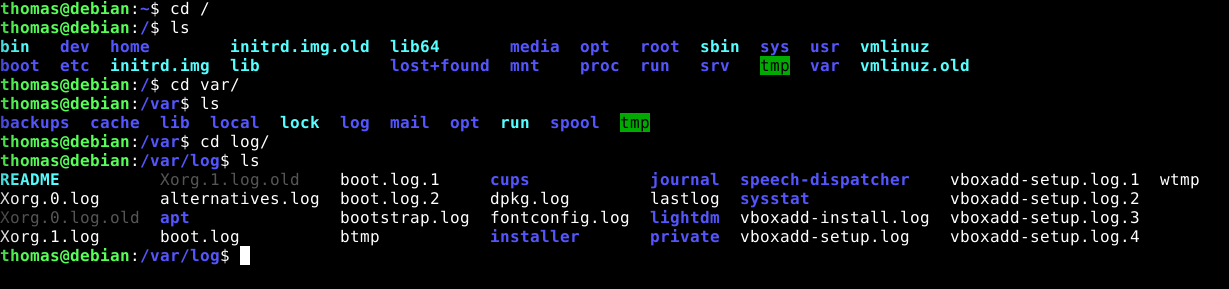 thomas@debian:~$ cd /
thomas@debian:/$ ls
bin dev home initrd.img.old lib64 media opt root sbin sys usr vmlinuz
boot etc initrd.img lib lost+found mnt proc run srv tmp var vmlinuz.old
thomas@debian:/$ cd var/
thomas@debian:/var$ ls
backups cache lib local lock log mail opt run spool tmp
thomas@debian:/var$ cd log/
thomas@debian:/var/log$ ls
README Xorg.1.log.old boot.log.1 cups journal speech-dispatcher vboxadd-setup.log.1 wtmp
Xorg.0.log alternatives.log boot.log.2 dpkg.log lastlog sysstat vboxadd-setup.log.2
Xorg.0.log.old apt bootstrap.log fontconfig.log lightdm vboxadd-install.log vboxadd-setup.log.3
Xorg.1.log boot.log btmp installer private vboxadd-setup.log vboxadd-setup.log.4
thomas@debian:/var/log$